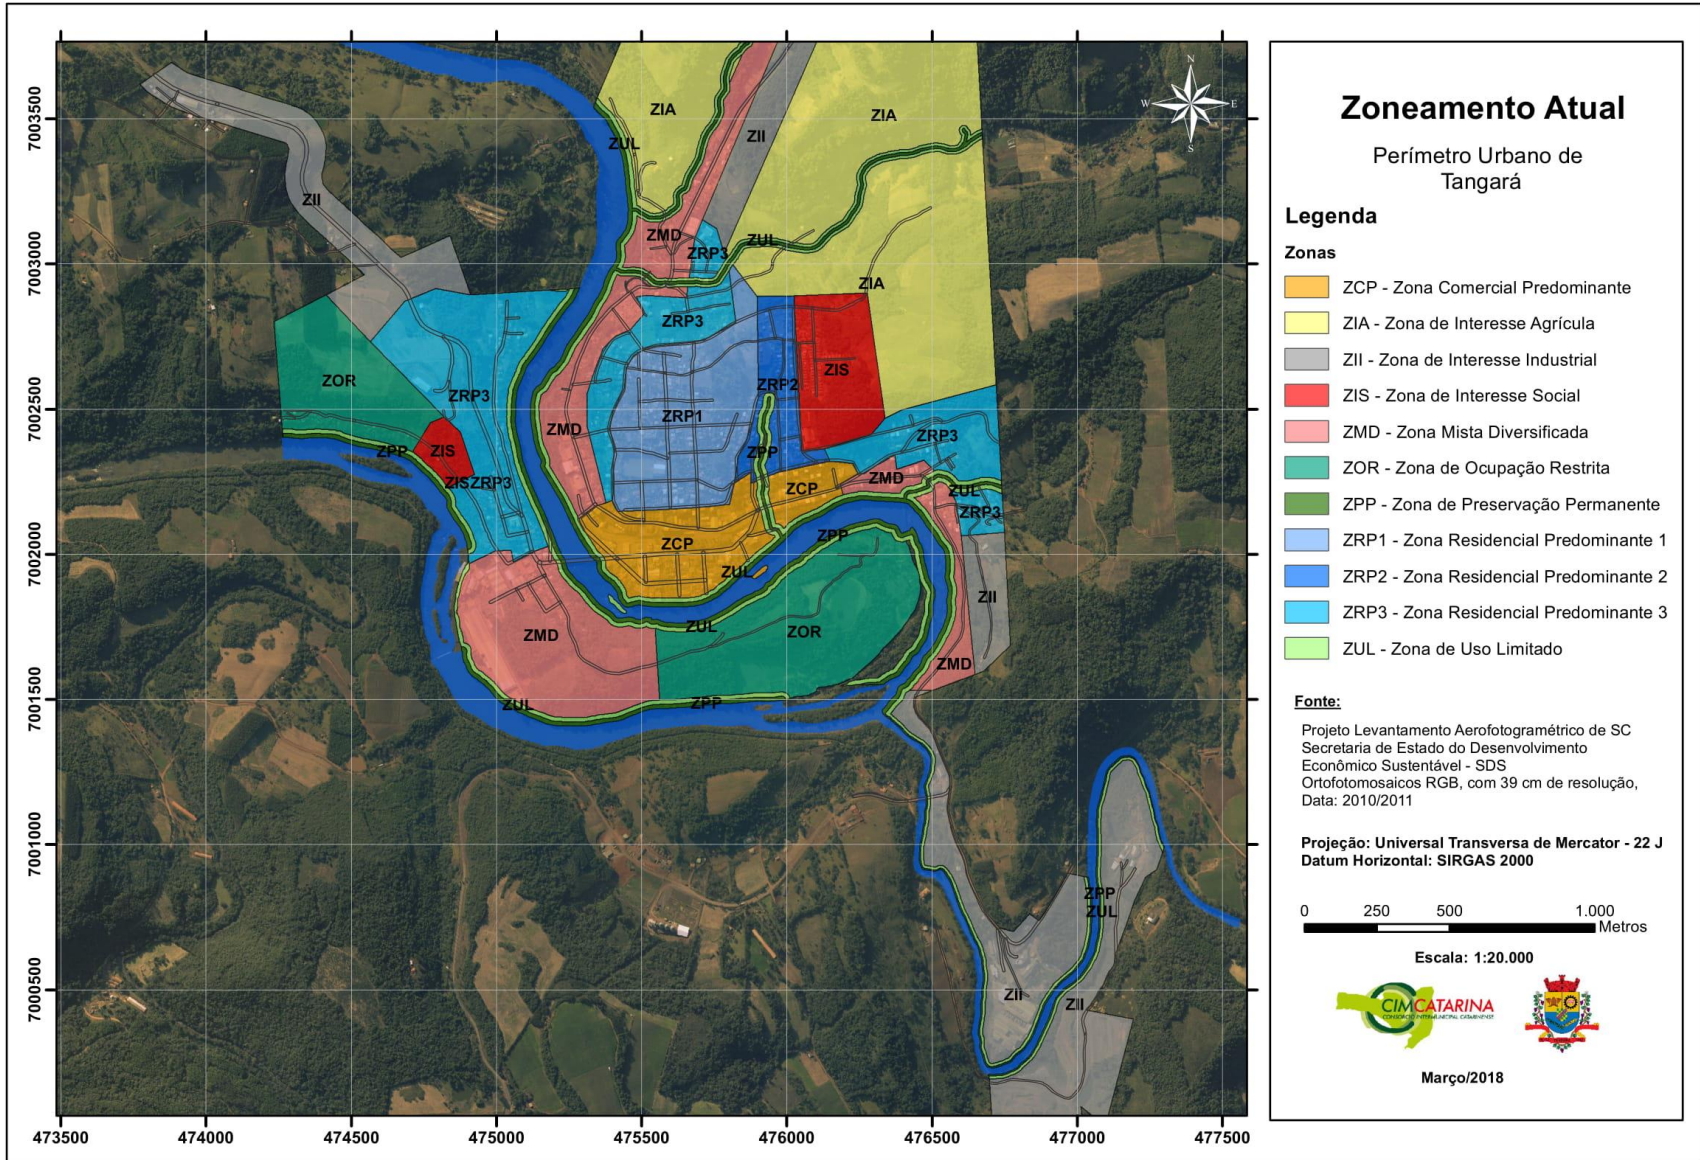 Zoneamento Atual
Perímetro Urbano de
Tangará
Legenda
Zonas
ZCP - Zona Comercial Predominante
ZIA - Zona de Interesse Agrícula
ZII - Zona de Interesse Industrial
ZIS - Zona de Interesse Social
ZMD - Zona Mista Diversificada
ZOR - Zona de Ocupação Restrita
ZPP - Zona de Preservação Permanente
ZRP1 - Zona Residencial Predominante 1
ZRP2 - Zona Residencial Predominante 2
ZRP3 - Zona Residencial Predominante 3
ZUL - Zona de Uso Limitado
Fonte:
Projeto Levantamento Aerofotogramétrico de SC
Secretaria de Estado do Desenvolvimento
Econômico Sustentável - SDS
Ortofotomosaicos RGB, com 39 cm de resolução,
Data: 2010/2011
Projeção: Universal Transversa de Mercator - 22 J
Datum Horizontal: SIRGAS 2000
0 250 500 1.000
Metros
Escala: 1:20.000
CIMCATARINA
CONSÓRCIO INTERMUNICIPAL CATARINENSE
Março/2018
N
W E
S
7003500
7003000
7002500
7002000
7001500
7001000
7000500
473500 474000 474500 475000 475500 476000 476500 477000 477500
ZIA
ZIA
ZII
ZUL
ZII
ZMD
ZUL
ZRP3
ZIA
ZRP3
ZIS
ZOR
ZRP2
ZRP3
ZRP1
ZMD
ZRP3
ZPP
ZIS
ZPP
ZMD
ZISZRP3
ZCP
ZUL
ZRP3
ZPP
ZCP
ZUL
ZII
ZUL
ZOR
ZMD
ZMD
ZUL
ZPP
ZPP
ZUL
ZII
ZII